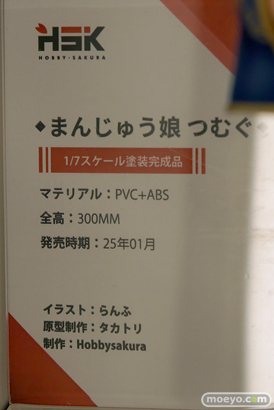 HSK
HOBBY-SAKURA
◆まんじゅう娘 つむぐ◆
1/7スケール塗装完成品
マテリアル：PVC+ABS
全高：300MM
発売時期：25年01月
イラスト：らんふ
原型制作：タカトリ
制作：Hobbysakura
moeyo.com